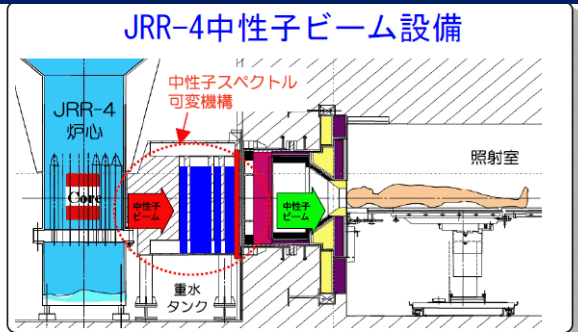 JRR-4中性子ビーム設備
中性子スペクトル
可変機構
JRR-4
炉心
照射室
Core
中性子
ビーム
中性子
ビーム
重水
タンク